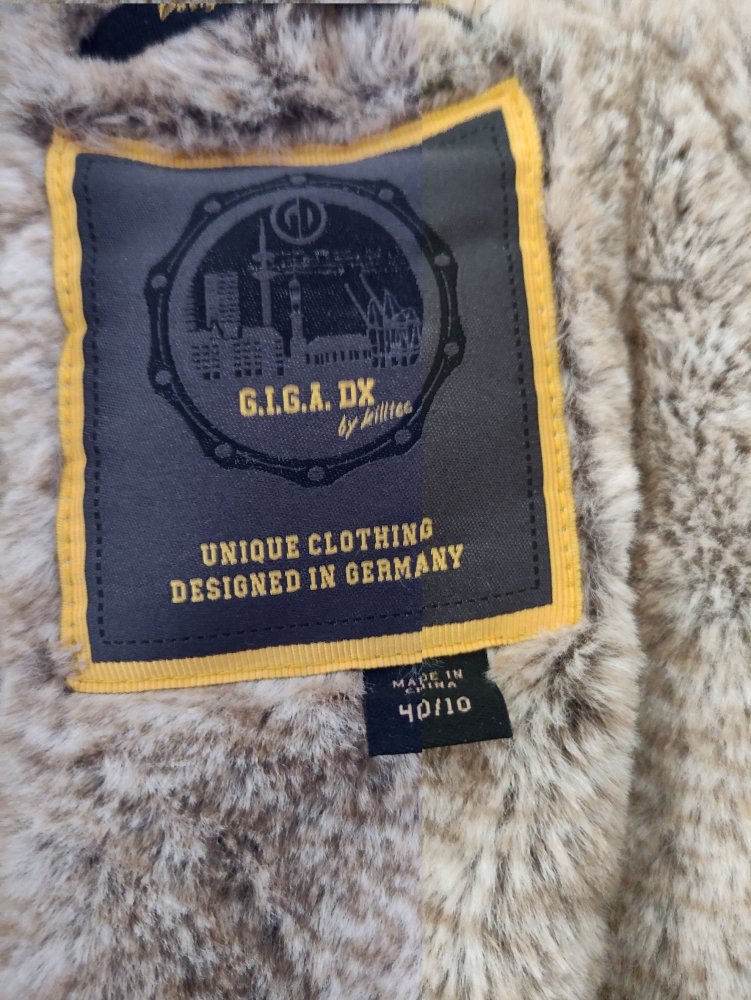 GD
G.I.G.A. DX
by killtec
UNIQUE CLOTHING
DESIGNED IN GERMANY
MADE IN
CHINA
40/10